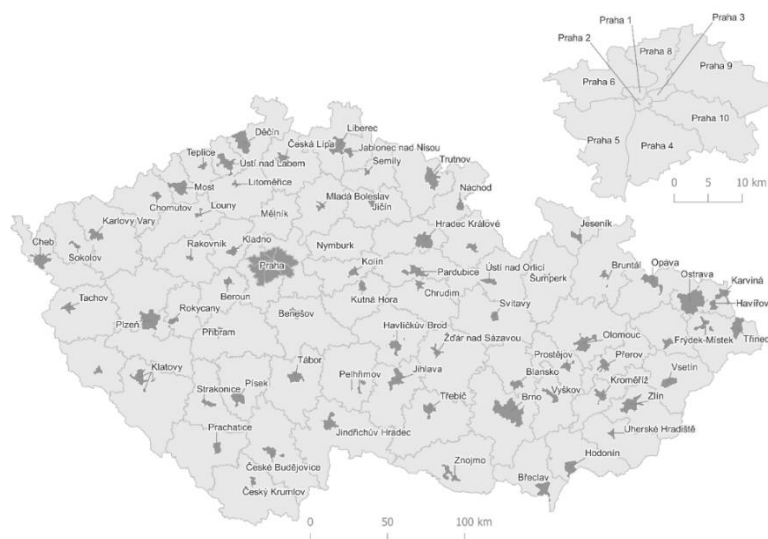 Praha 1
Praha 2
Praha 8
Praha 3
Praha 9
Praha 6
Praha 10
Praha 5
Praha 4
0 5 10 km
Děčín
Liberec
Teplice
Česká Lípa
Jablonec nad Nisou
Ústí nad Labem
Semily
Trutnov
Most
Litoměřice
Chomutov
Louny
Mladá Boleslav
Jičín
Náchod
Karlovy Vary
Mělník
Cheb
Sokolov
Rakovník
Kladno
Nymburk
Hradec Králové
Jeseník
Praha
Kolín
Pardubice
Ústí nad Orlicí
Šumperk
Bruntál
Opava
Ostrava
Karviná
Havířov
Tachov
Beroun
Kutná Hora
Chrudim
Rokycany
Svitavy
Plzeň
Příbram
Benešov
Havlíčkův Brod
Žďár nad Sázavou
Olomouc
Frýdek-Místek
Třinec
Klatovy
Tábor
Pelhřimov
Jihlava
Prostějov
Přerov
Vsetín
Blansko
Strakonice
Písek
Třebíč
Brno
Vyškov
Kroměříž
Zlín
Prachatice
Jindřichův Hradec
Uherské Hradiště
České Budějovice
Znojmo
Hodonín
Český Krumlov
Břeclav
0 50 100 km